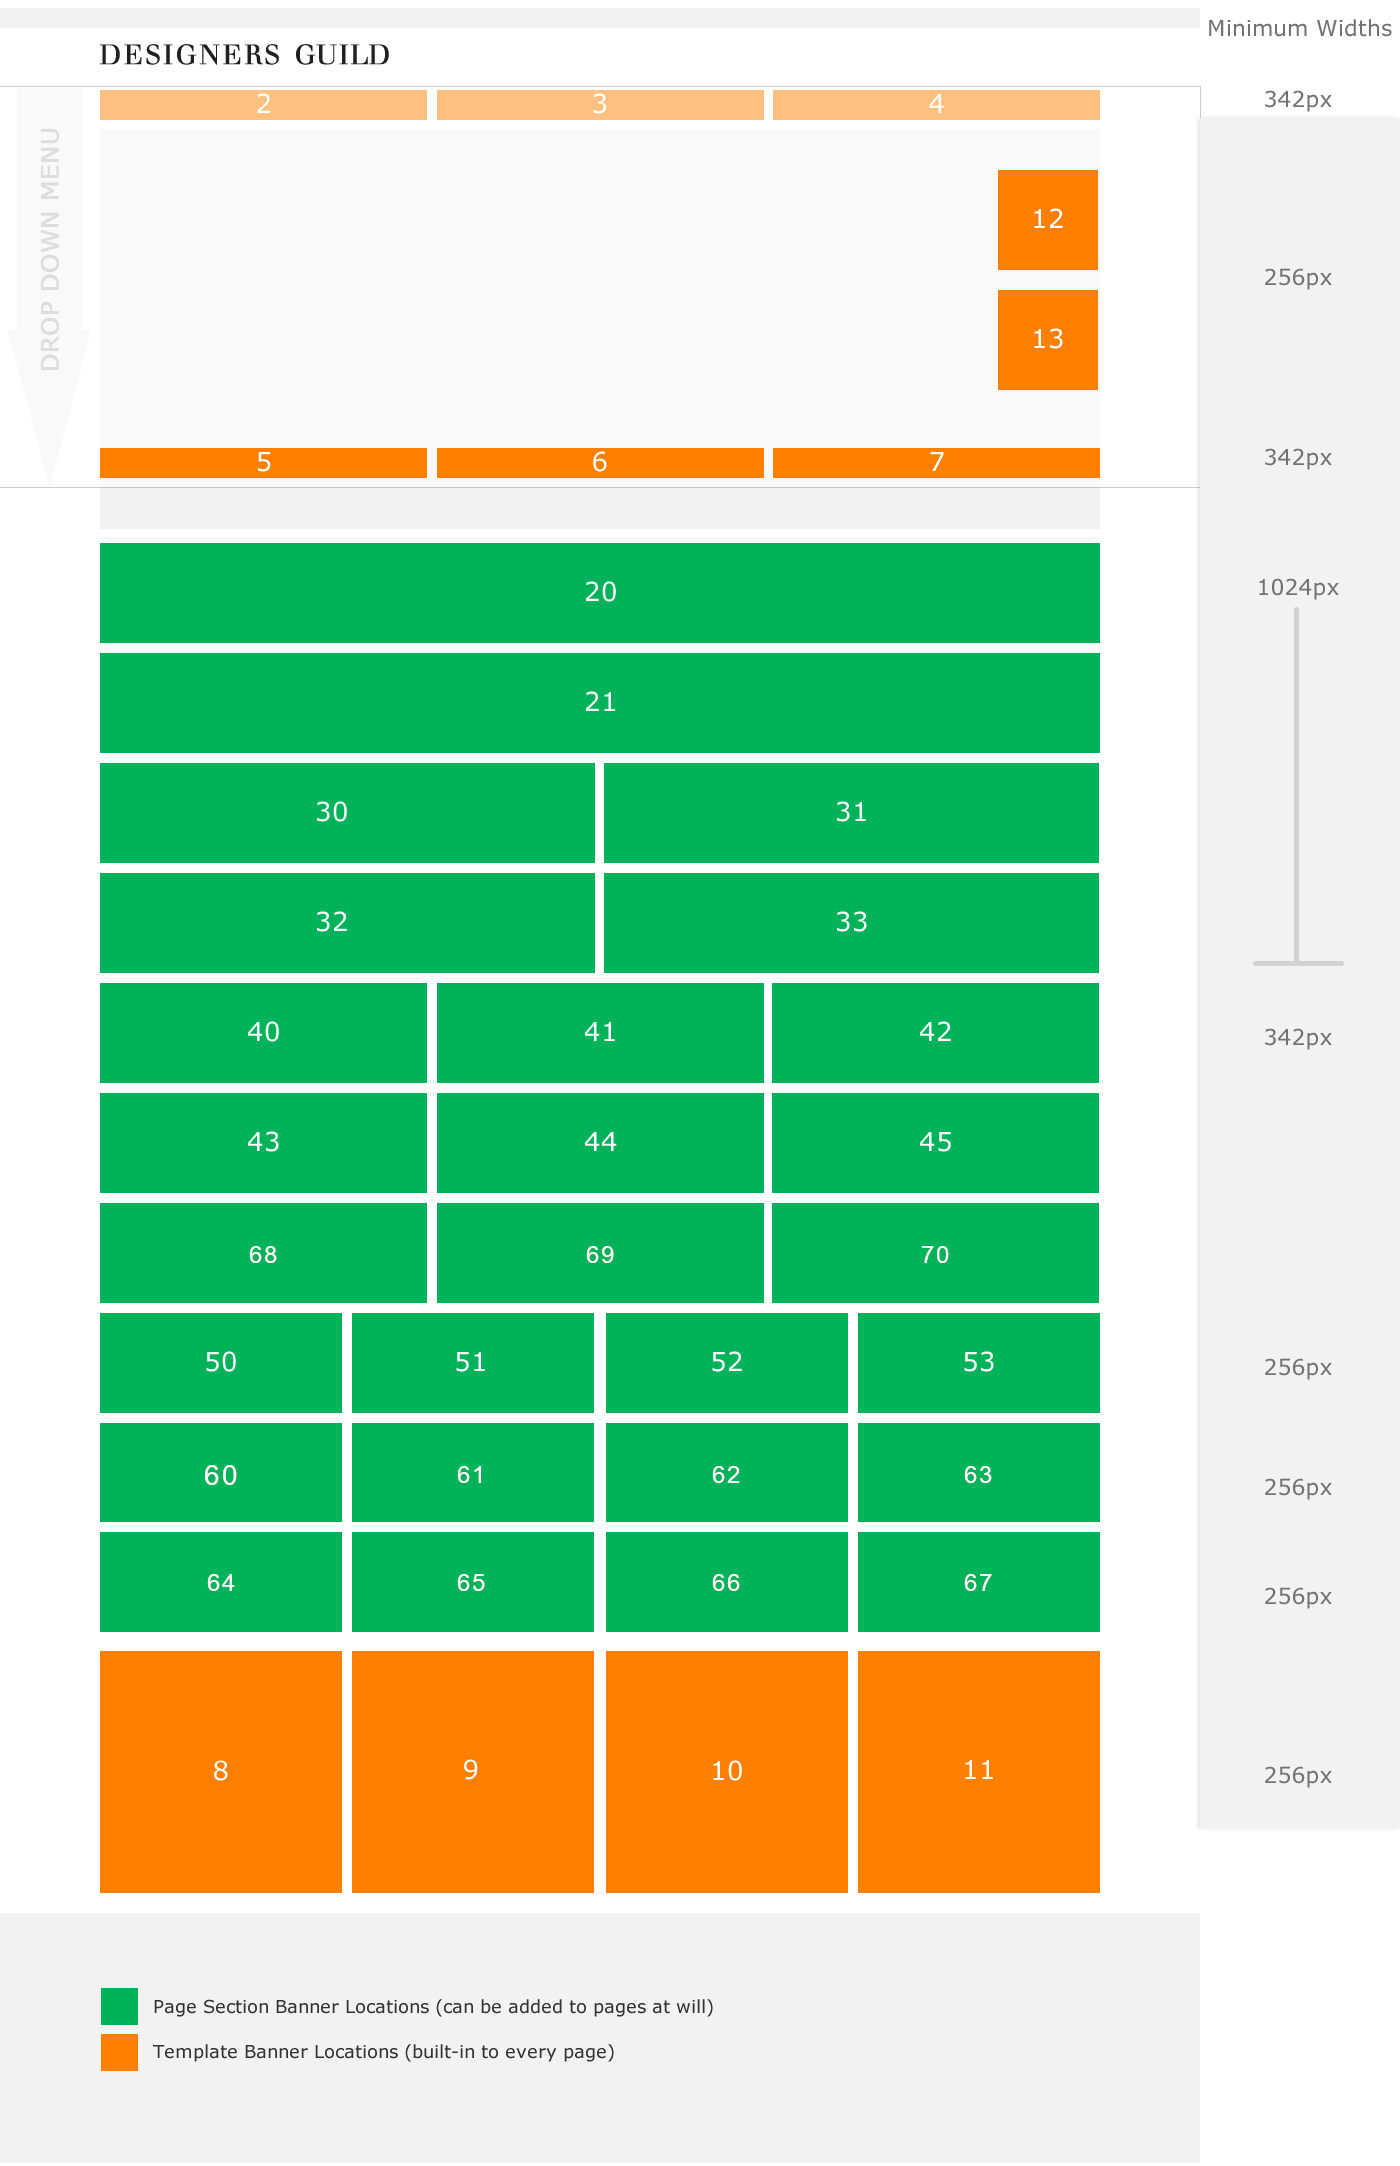 Minimum Widths
DESIGNERS GUILD
2 3 4 342px
DROP DOWN MENU
12
256px
13
5 6 7 342px
20 1024px
21
30 31
32 33
40 41 42 342px
43 44 45
68 69 70
50 51 52 53 256px
60 61 62 63 256px
64 65 66 67 256px
8 9 10 11 256px
Page Section Banner Locations (can be added to pages at will)
Template Banner Locations (built-in to every page)